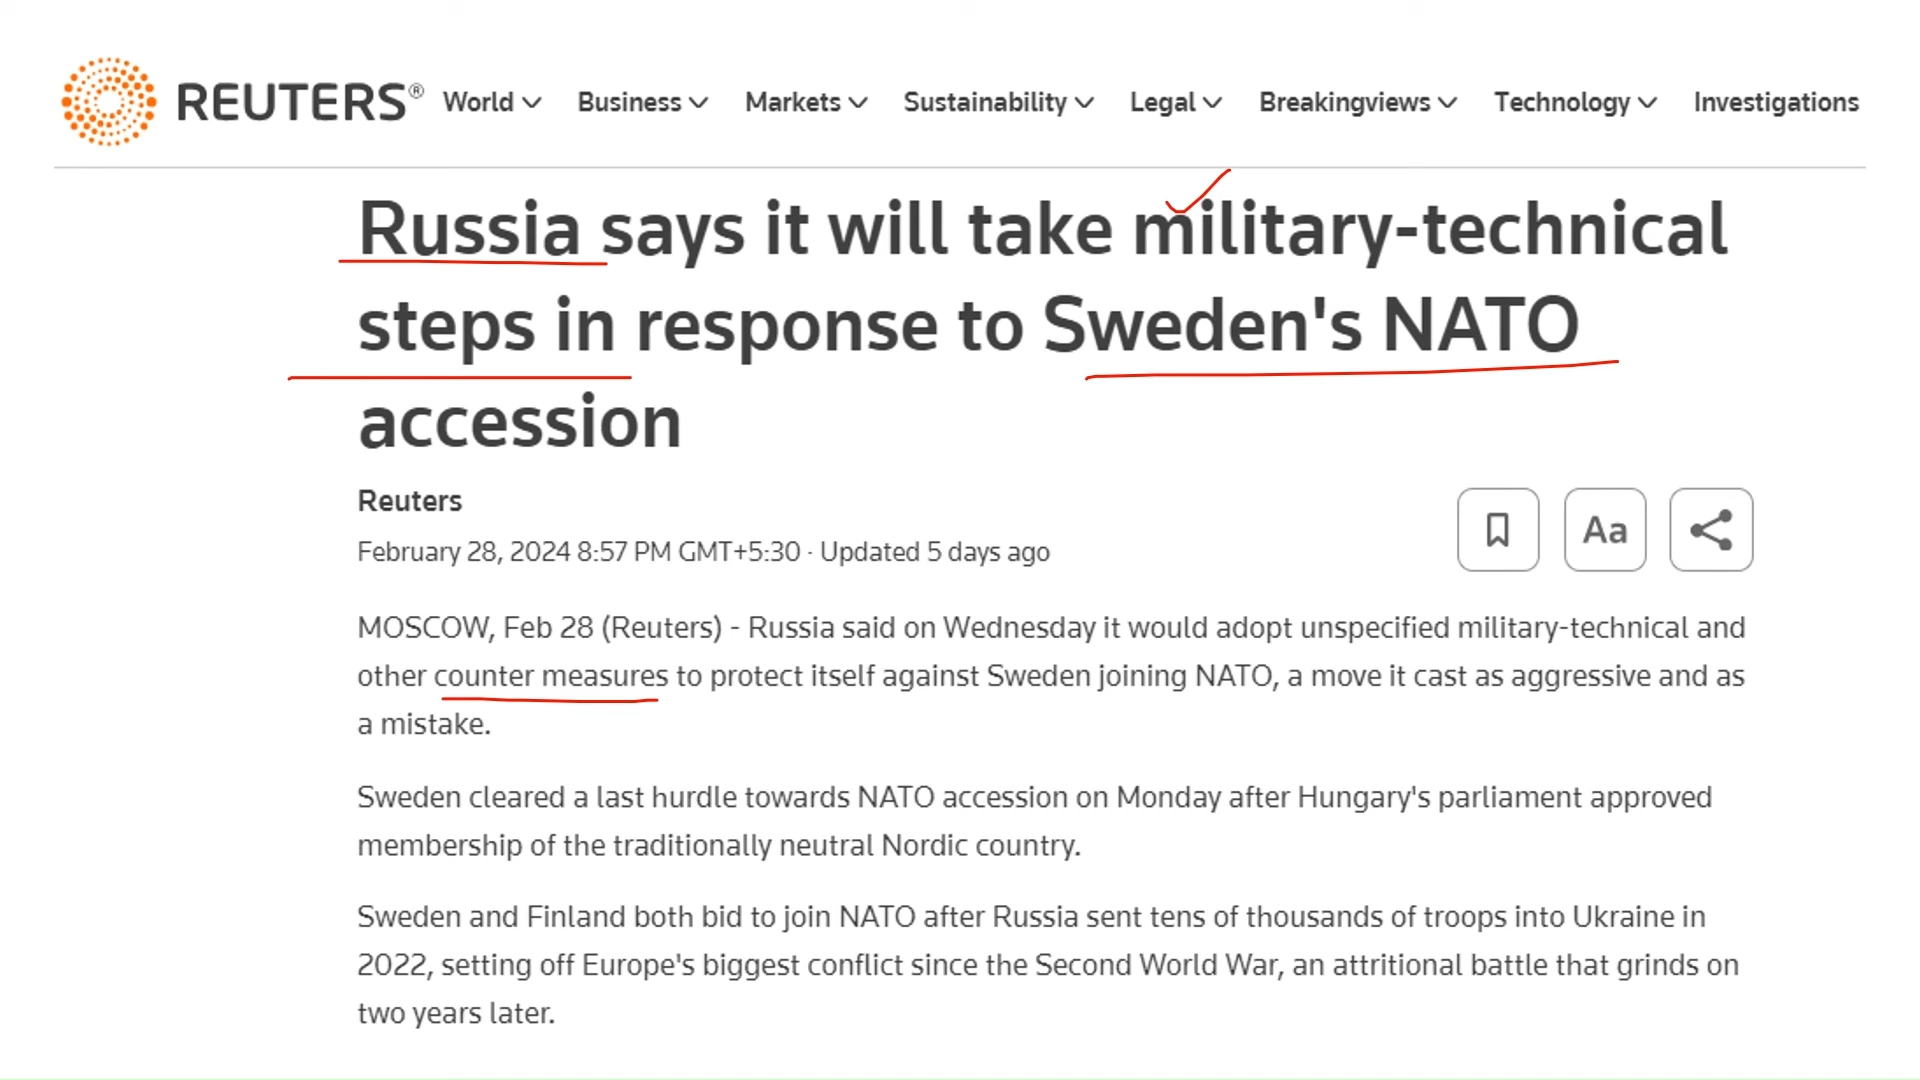 REUTERS® World Business Markets Sustainability Legal Breakingviews Technology Investigations
Russia says it will take military-technical
steps in response to Sweden's NATO
accession
Reuters
February 28, 2024 8:57 PM GMT+5:30 · Updated 5 days ago
Aa
MOSCOW, Feb 28 (Reuters) - Russia said on Wednesday it would adopt unspecified military-technical and
other counter measures to protect itself against Sweden joining NATO, a move it cast as aggressive and as
a mistake.
Sweden cleared a last hurdle towards NATO accession on Monday after Hungary's parliament approved
membership of the traditionally neutral Nordic country.
Sweden and Finland both bid to join NATO after Russia sent tens of thousands of troops into Ukraine in
2022, setting off Europe's biggest conflict since the Second World War, an attritional battle that grinds on
two years later.